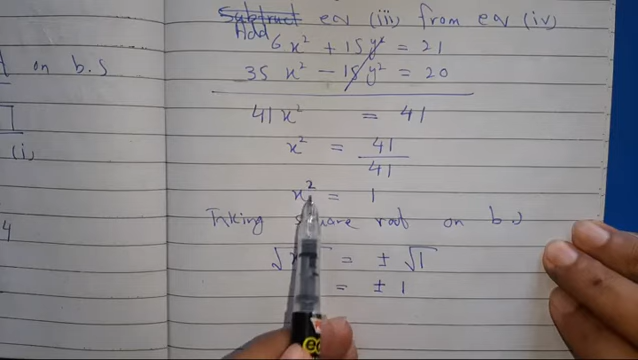 on b.s
(i)
4
Subtract eq (iii) from eq (iv)
Add
6x² + 15y² = 21
35x² - 15y² = 20
41x² = 41
x² = 41/41
x² = 1
Taking square root on b.s
= ± √1
= ± 1